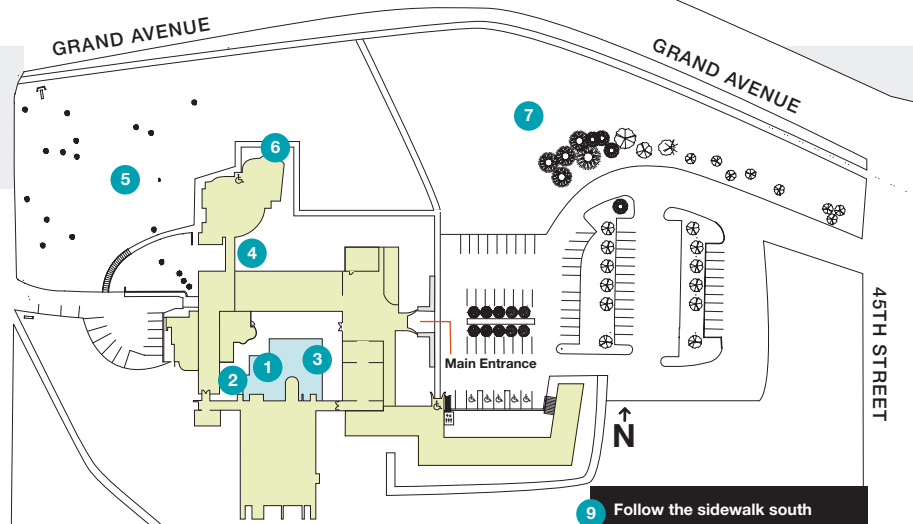 GRAND AVENUE
GRAND AVENUE
7
6
5
4
45TH STREET
3
Main Entrance
1
2
N
9 Follow the sidewalk south